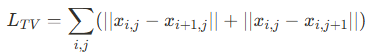 L_{TV} = \sum_{i,j} (||x_{i,j} - x_{i+1,j}|| + ||x_{i,j} - x_{i,j+1}||)